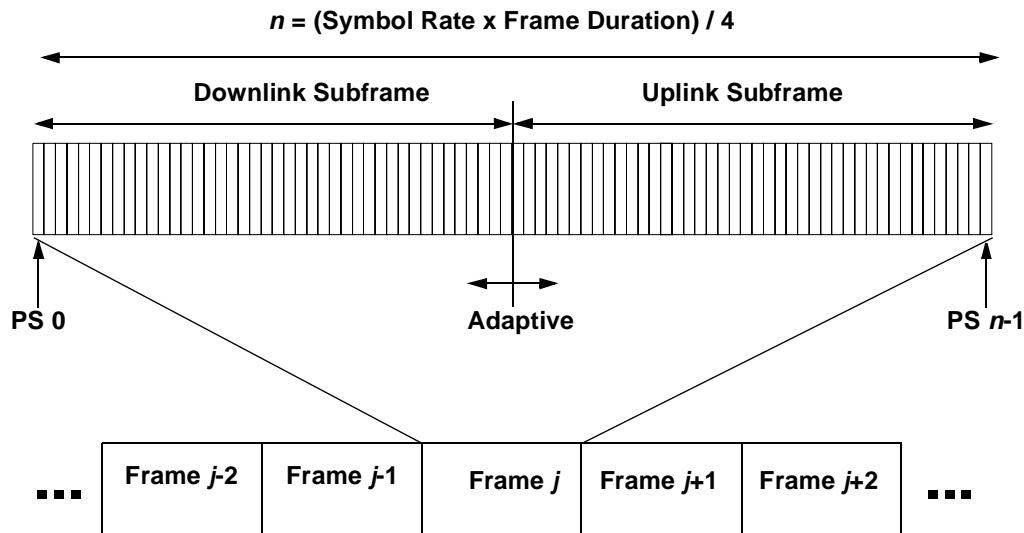 n = (Symbol Rate x Frame Duration) / 4
Downlink Subframe
Uplink Subframe
PS 0
Adaptive
PS n-1
Frame j-2
Frame j-1
Frame j
Frame j+1
Frame j+2